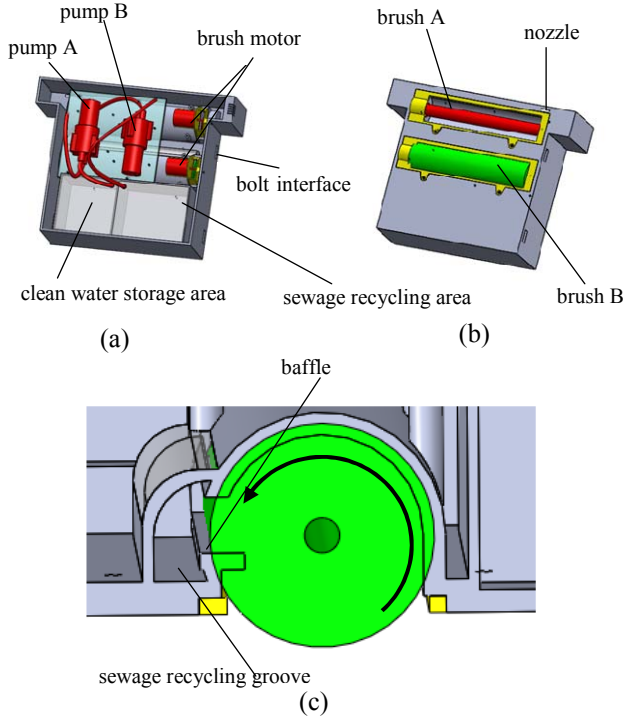 pump B
pump A
brush motor
bolt interface
clean water storage area
sewage recycling area
(a)
brush A
nozzle
brush B
(b)
baffle
sewage recycling groove
(c)